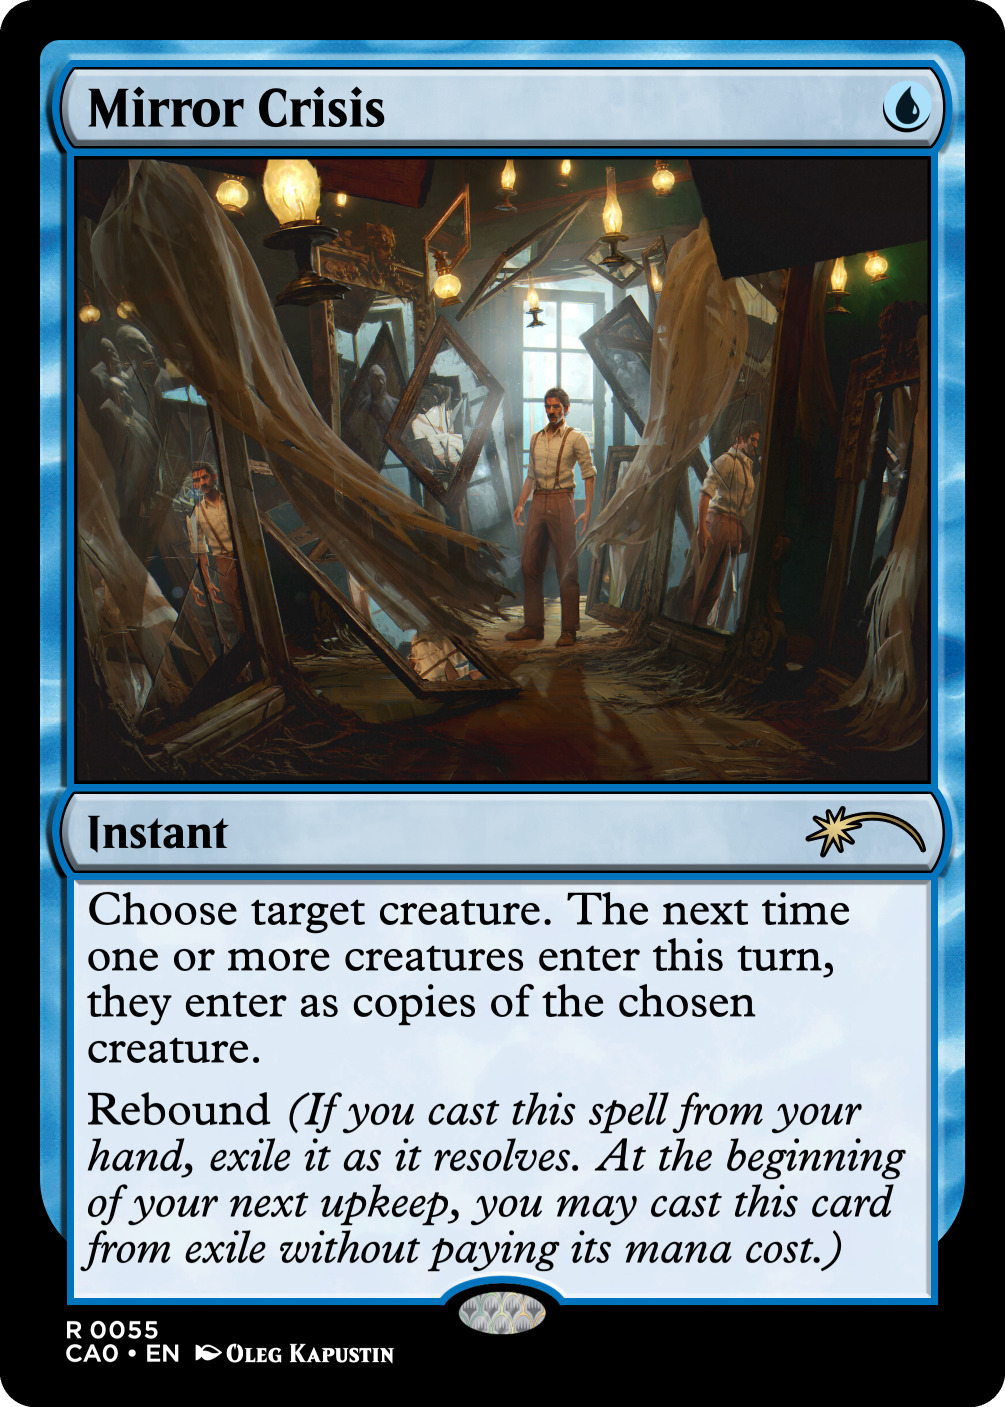 Mirror Crisis
Instant
Choose target creature. The next time
one or more creatures enter this turn,
they enter as copies of the chosen
creature.
Rebound (If you cast this spell from your
hand, exile it as it resolves. At the beginning
of your next upkeep, you may cast this card
from exile without paying its mana cost.)
R 0055
CAO • EN Oleg Kapustin